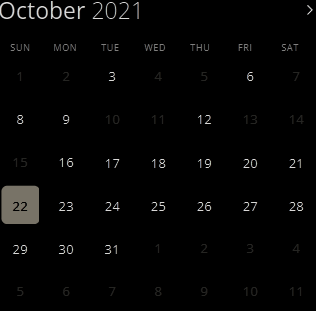 October 2021
SUN MON TUE WED THU FRI SAT
1 2 3 4 5 6 7
8 9 10 11 12 13 14
15 16 17 18 19 20 21
22 23 24 25 26 27 28
29 30 31 1 2 3 4
5 6 7 8 9 10 11